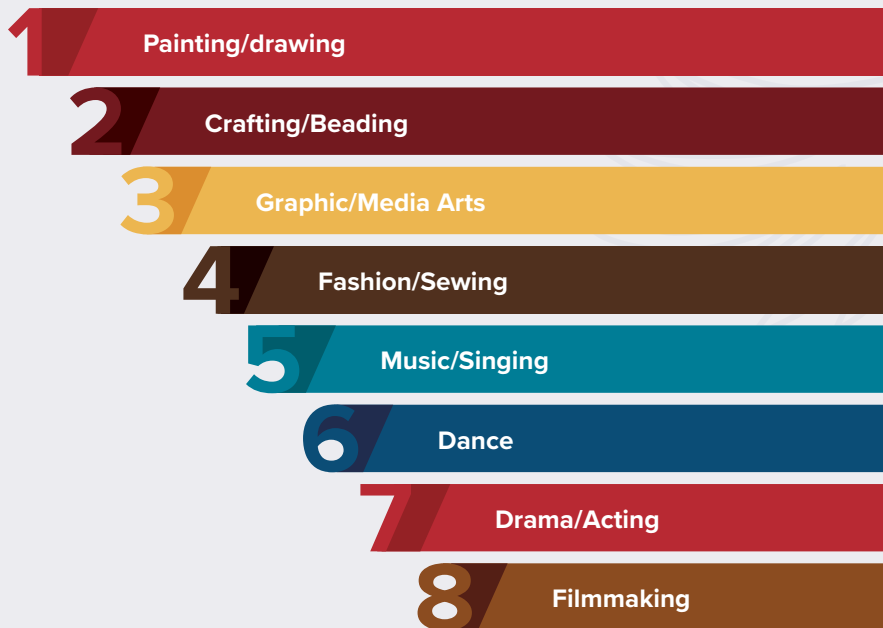 1 Painting/drawing
2 Crafting/Beading
3 Graphic/Media Arts
4 Fashion/Sewing
5 Music/Singing
6 Dance
7 Drama/Acting
8 Filmmaking